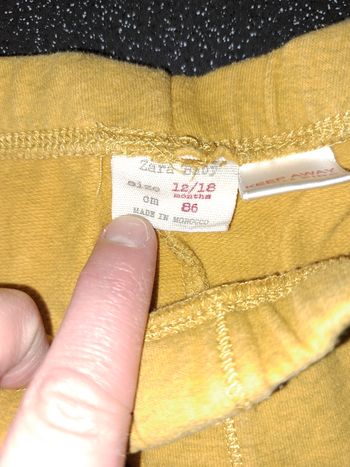 Zara Baby
size 12/18
months
cm 86
MADE IN MOROCCO
KEEP AWAY